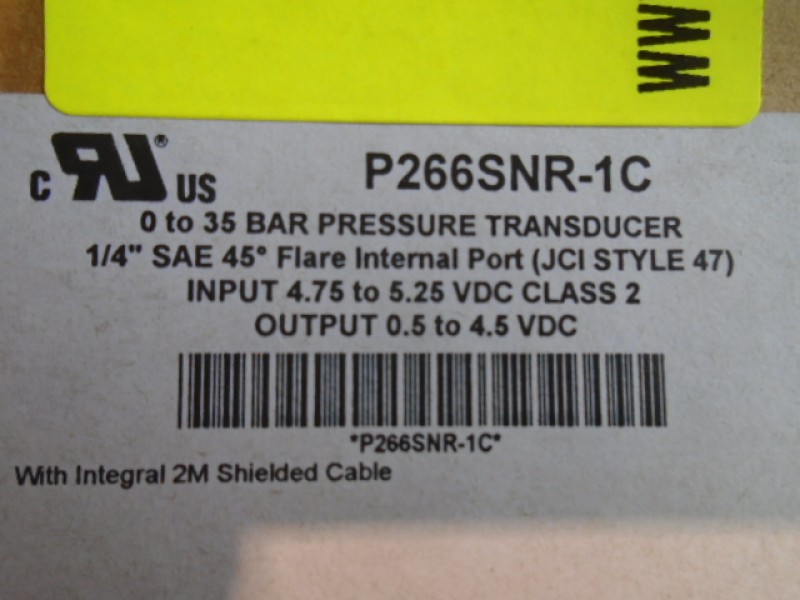 MM
C RU® US
P266SNR-1C
0 to 35 BAR PRESSURE TRANSDUCER
1/4" SAE 45° Flare Internal Port (JCI STYLE 47)
INPUT 4.75 to 5.25 VDC CLASS 2
OUTPUT 0.5 to 4.5 VDC
*P266SNR-1C*
With Integral 2M Shielded Cable